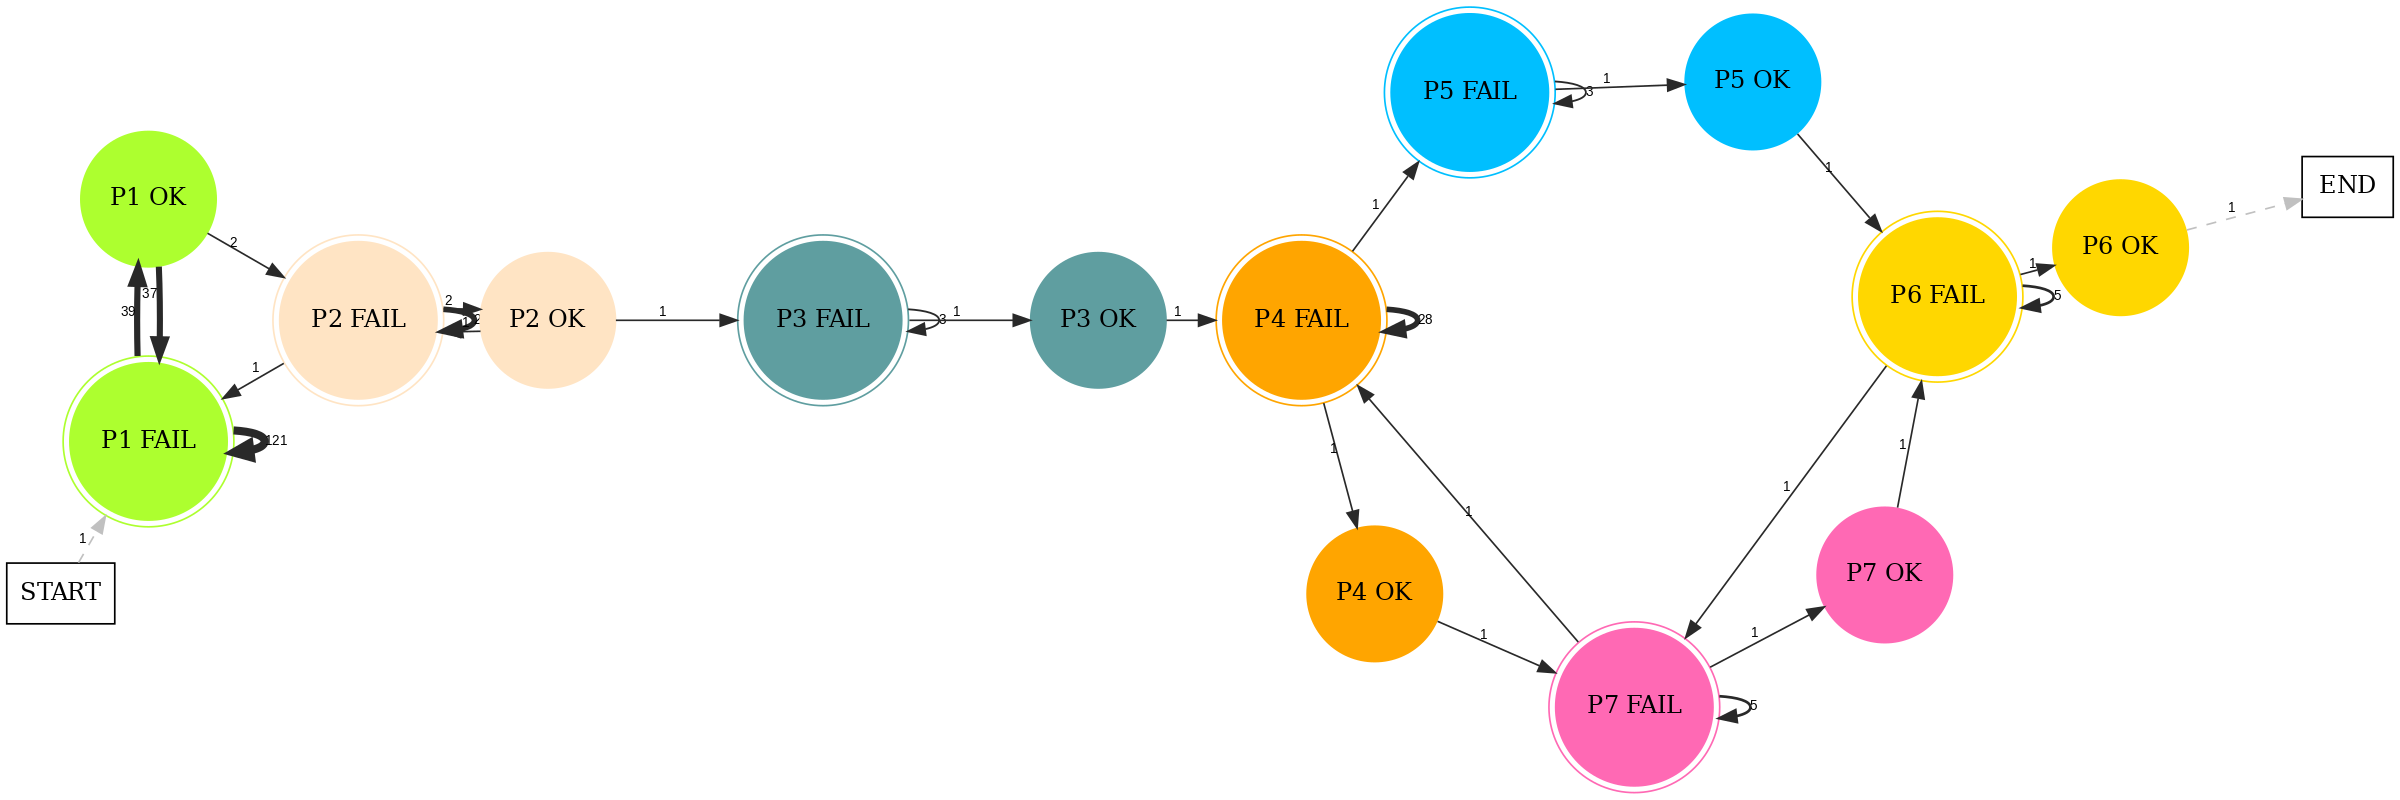 P5 FAIL
1
3
P5 OK
P1 OK
2
1
1
END
1
P6 OK
39
37
P2 FAIL
2
P2 OK
1
P3 FAIL
3
1
P3 OK
1
P4 FAIL
28
P6 FAIL
1
5
1
P1 FAIL
121
1
1
1
1
1
START
P4 OK
1
P7 OK
1
P7 FAIL
5